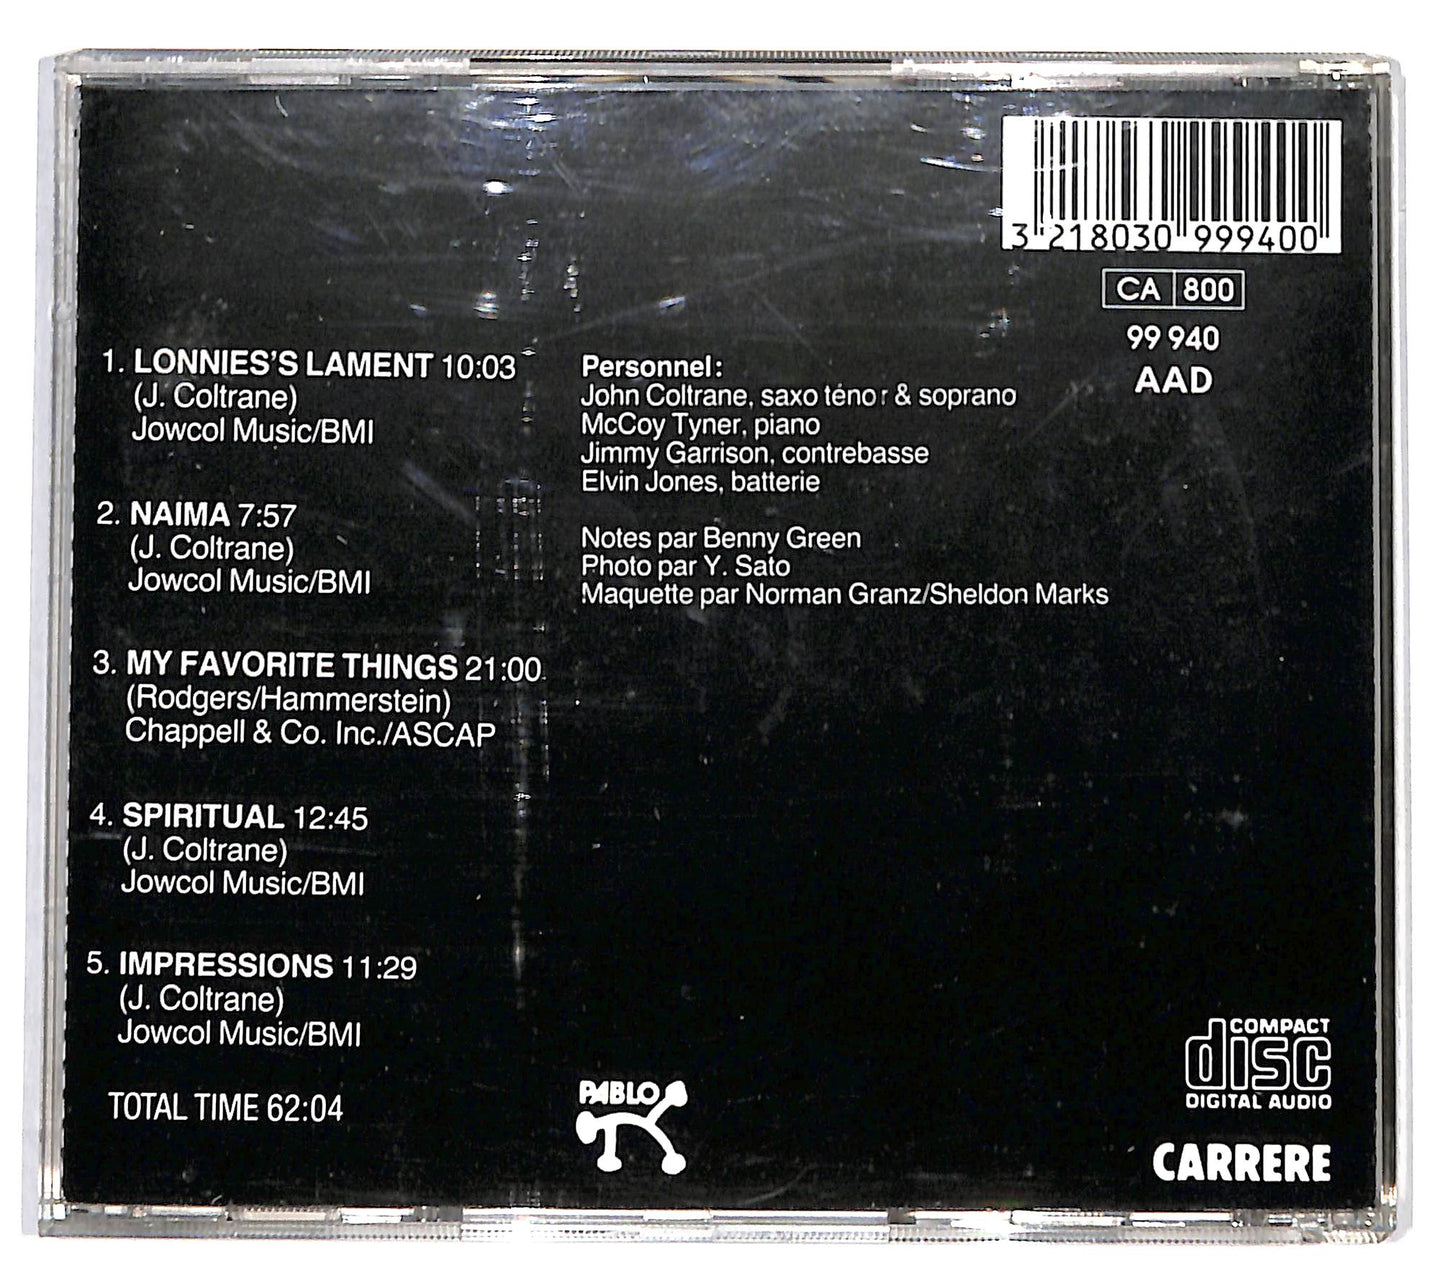 3 218030 999400
CA 800
99 940
AAD
1. LONNIES'S LAMENT 10:03
(J. Coltrane)
Jowcol Music/BMI
2. NAIMA 7:57
(J. Coltrane)
Jowcol Music/BMI
3. MY FAVORITE THINGS 21:00
(Rodgers/Hammerstein)
Chappell & Co. Inc./ASCAP
4. SPIRITUAL 12:45
(J. Coltrane)
Jowcol Music/BMI
5. IMPRESSIONS 11:29
(J. Coltrane)
Jowcol Music/BMI
TOTAL TIME 62:04
Personnel:
John Coltrane, saxo ténor & soprano
McCoy Tyner, piano
Jimmy Garrison, contrebasse
Elvin Jones, batterie
Notes par Benny Green
Photo par Y. Sato
Maquette par Norman Granz/Sheldon Marks
PABLO
COMPACT
disc
DIGITAL AUDIO
CARRERE